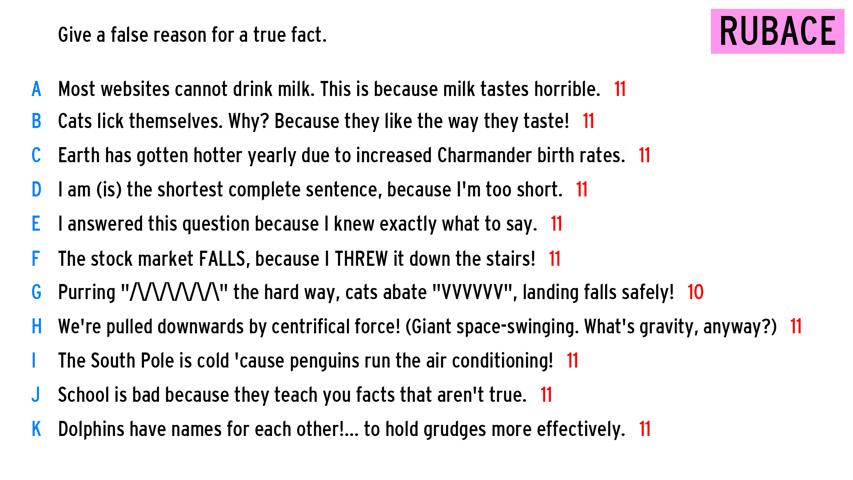 Give a false reason for a true fact.
RUBACE
A Most websites cannot drink milk. This is because milk tastes horrible. 11
B Cats lick themselves. Why? Because they like the way they taste! 11
C Earth has gotten hotter yearly due to increased Charmander birth rates. 11
D I am (is) the shortest complete sentence, because I'm too short. 11
E I answered this question because I knew exactly what to say. 11
F The stock market FALLS, because I THREW it down the stairs! 11
G Purring "/\/\/\/\/\/\/\" the hard way, cats abate "VVVVVV", landing falls safely! 10
H We're pulled downwards by centrifical force! (Giant space-swinging. What's gravity, anyway?) 11
I The South Pole is cold 'cause penguins run the air conditioning! 11
J School is bad because they teach you facts that aren't true. 11
K Dolphins have names for each other!... to hold grudges more effectively. 11